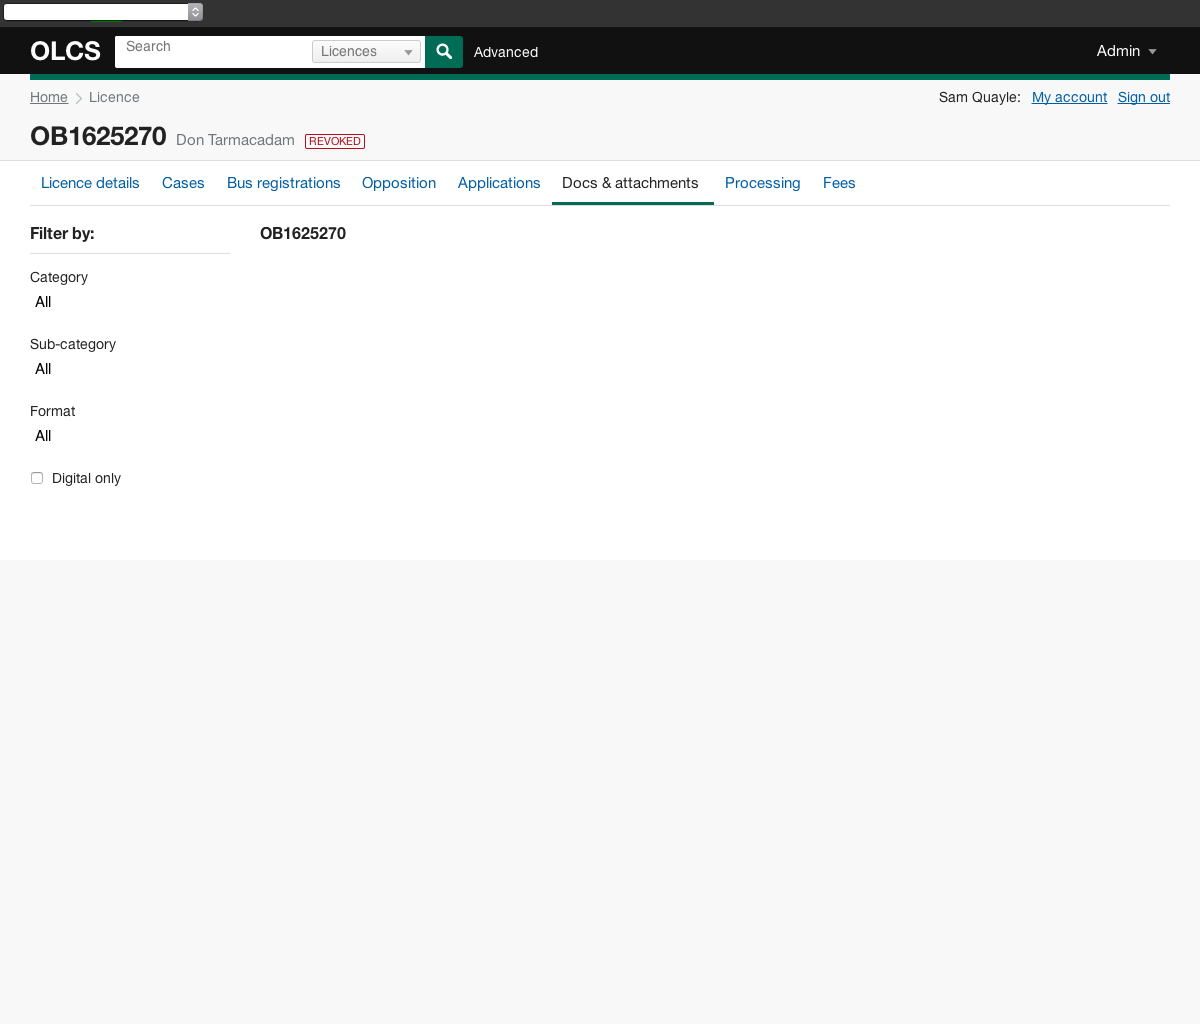 OLCS Search Licences Advanced Admin
Home Licence Sam Quayle: My account Sign out
OB1625270 Don Tarmacadam REVOKED
Licence details Cases Bus registrations Opposition Applications Docs & attachments Processing Fees
Filter by: OB1625270
Category
All
Sub-category
All
Format
All
Digital only